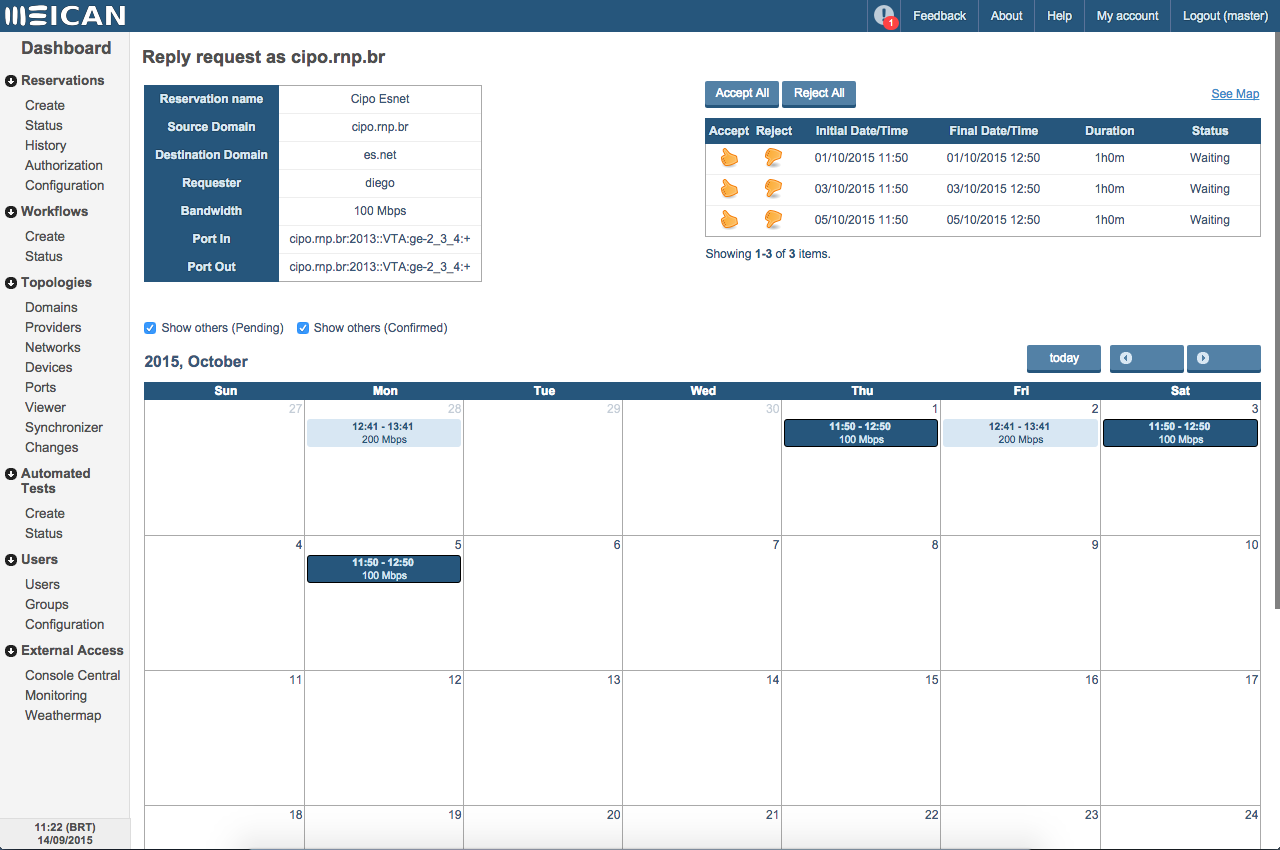 MEICAN
1
Feedback
About
Help
My account
Logout (master)
Dashboard
Reservations
Create
Status
History
Authorization
Configuration
Workflows
Create
Status
Topologies
Domains
Providers
Networks
Devices
Ports
Viewer
Synchronizer
Changes
Automated
Tests
Create
Status
Users
Users
Groups
Configuration
External Access
Console Central
Monitoring
Weathermap
11:22 (BRT)
14/09/2015
Reply request as cipo.rnp.br
Reservation name Cipo Esnet
Source Domain cipo.rnp.br
Destination Domain es.net
Requester diego
Bandwidth 100 Mbps
Port In cipo.rnp.br:2013::VTA:ge-2_3_4:+
Port Out cipo.rnp.br:2013::VTA:ge-2_3_4:+
Accept All Reject All See Map
Accept Reject Initial Date/Time Final Date/Time Duration Status
01/10/2015 11:50 01/10/2015 12:50 1h0m Waiting
03/10/2015 11:50 03/10/2015 12:50 1h0m Waiting
05/10/2015 11:50 05/10/2015 12:50 1h0m Waiting
Showing 1-3 of 3 items.
Show others (Pending) Show others (Confirmed)
2015, October today
Sun Mon Tue Wed Thu Fri Sat
27 28 29 30 1 2 3
12:41 - 13:41 11:50 - 12:50 12:41 - 13:41 11:50 - 12:50
200 Mbps 100 Mbps 200 Mbps 100 Mbps
4 5 6 7 8 9 10
11:50 - 12:50
100 Mbps
11 12 13 14 15 16 17
18 19 20 21 22 23 24